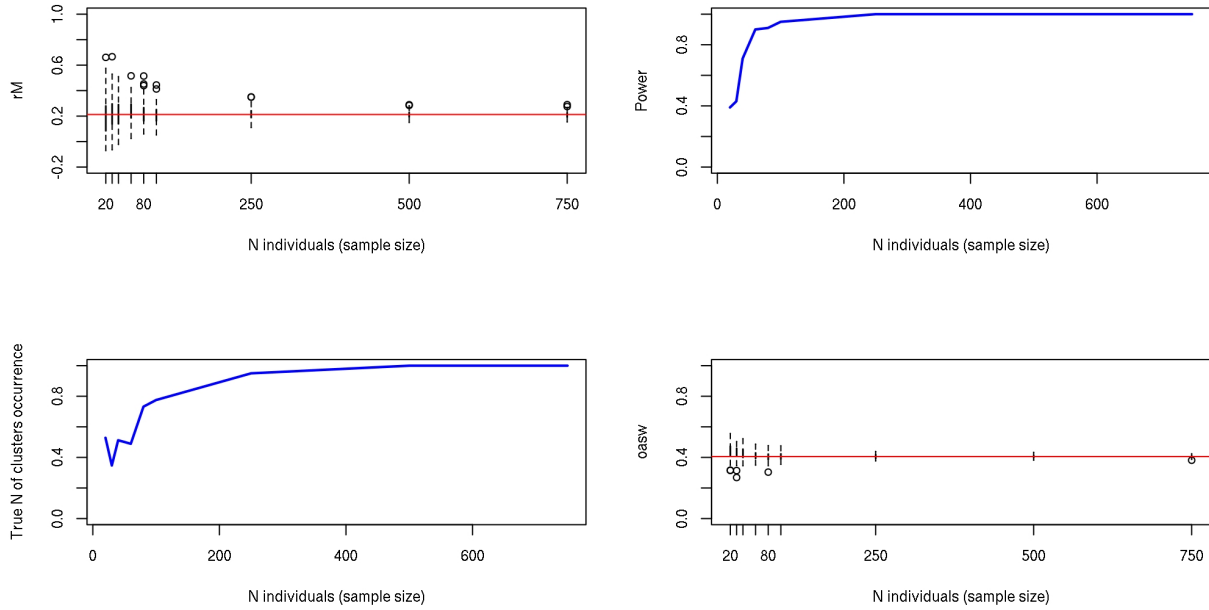 rM
1.0
0.6
0.2
-0.2
20 80 250 500 750
N individuals (sample size)
Power
0.8
0.4
0.0
0 200 400 600
N individuals (sample size)
True N of clusters occurrence
0.8
0.4
0.0
0 200 400 600
N individuals (sample size)
oasw
0.8
0.4
0.0
20 80 250 500 750
N individuals (sample size)